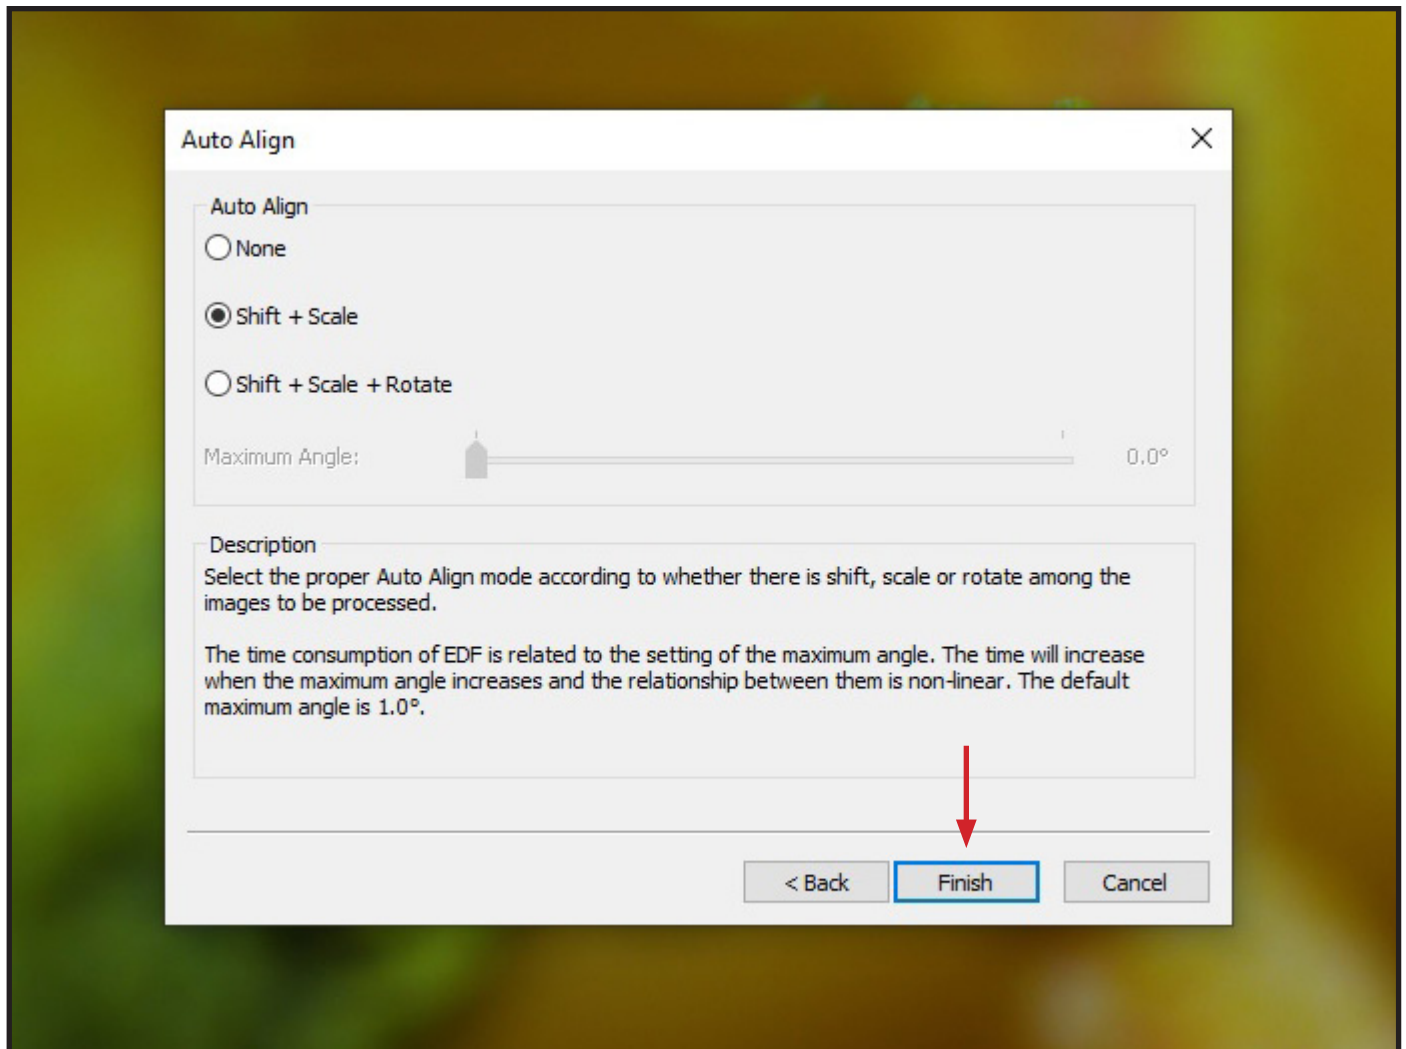 Auto Align
Auto Align
None
Shift + Scale
Shift + Scale + Rotate
Maximum Angle: 0.0°
Description
Select the proper Auto Align mode according to whether there is shift, scale or rotate among the
images to be processed.
The time consumption of EDF is related to the setting of the maximum angle. The time will increase
when the maximum angle increases and the relationship between them is non-linear. The default
maximum angle is 1.0°.
< Back Finish Cancel